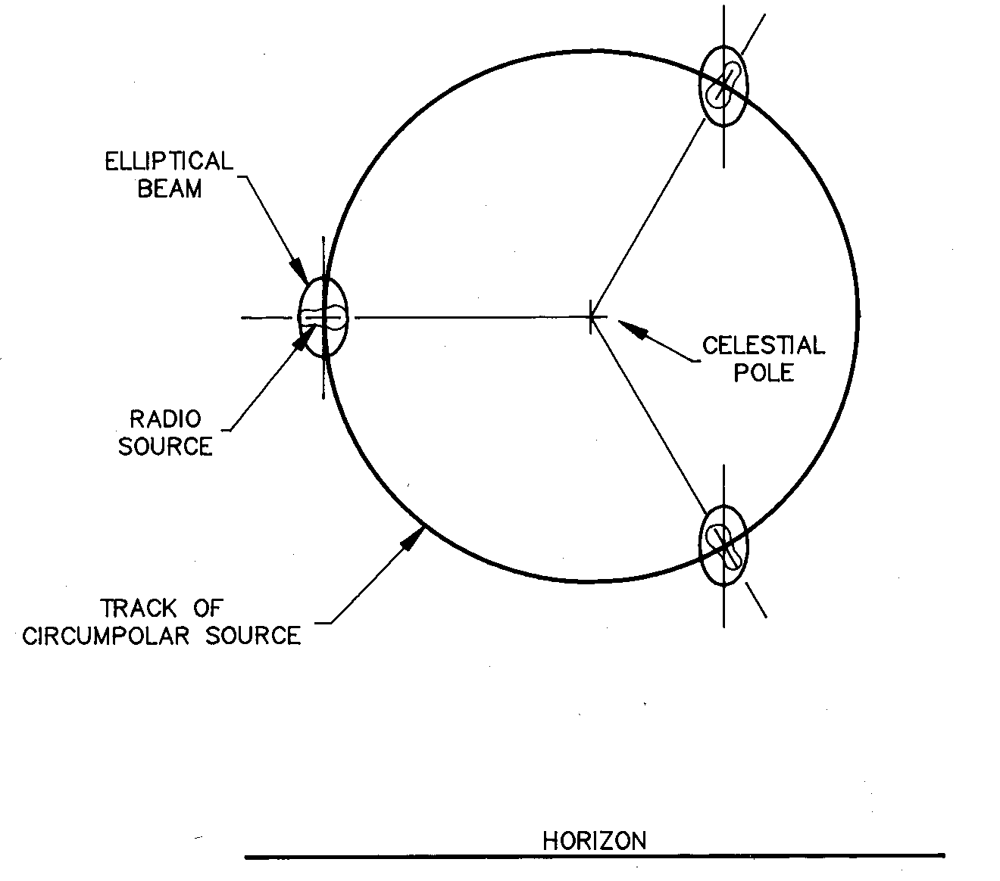 ELLIPTICAL
BEAM
CELESTIAL
POLE
RADIO
SOURCE
TRACK OF
CIRCUMPOLAR SOURCE
HORIZON